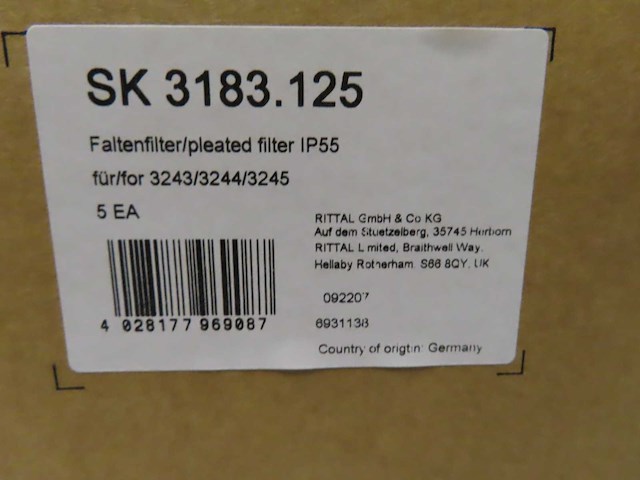 SK 3183.125
Faltenfilter/pleated filter IP55
für/for 3243/3244/3245
5 EA
RITTAL GmbH & Co KG
Auf dem Stuetzelberg, 35745 Herborn
RITTAL Limited, Braithwell Way,
Hellaby Rotherham, S66 8QY, UK
092207
6931138
Country of origin: Germany
4 028177 969087